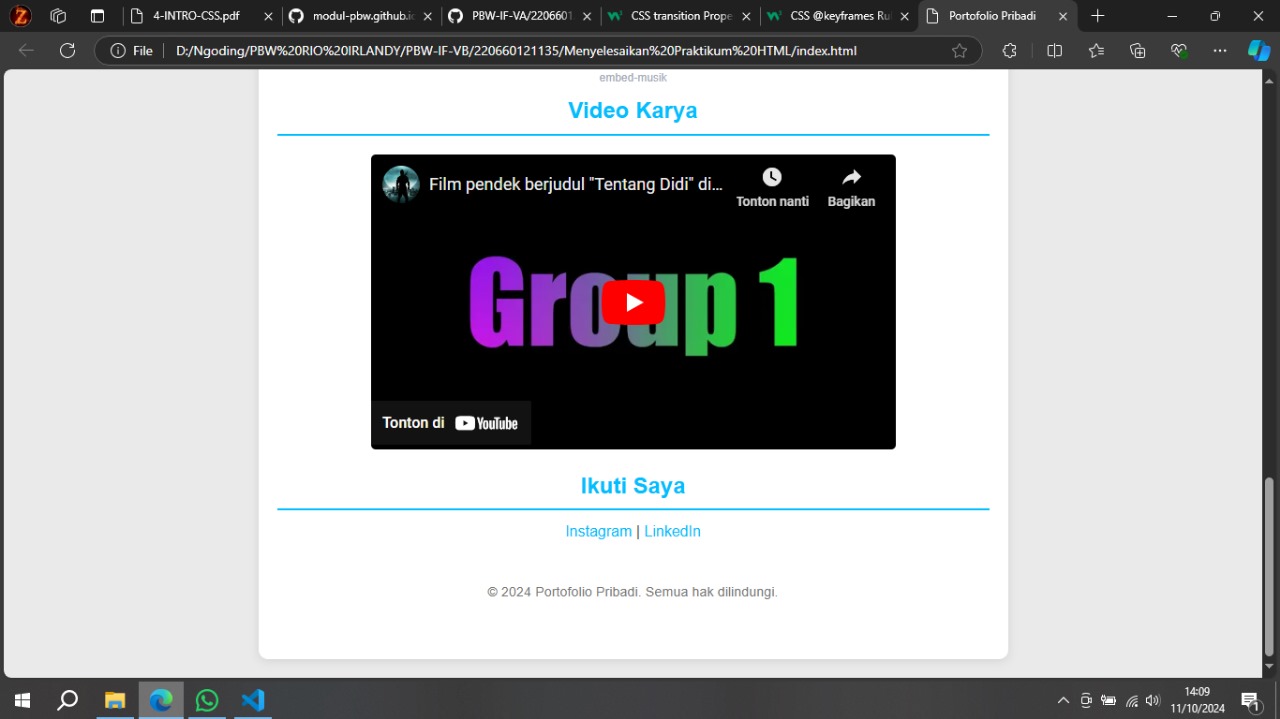 4-INTRO-CSS.pdf
modul-pbw.github.io
PBW-IF-VA/2206601
CSS transition Prope
CSS @keyframes Rul
Portofolio Pribadi
File
D:/Ngoding/PBW%20RIO%20IRLANDY/PBW-IF-VB/220660121135/Menyelesaikan%20Praktikum%20HTML/index.html
embed-musik
Video Karya
Film pendek berjudul "Tentang Didi" di...
Tonton nanti
Bagikan
Group 1
Tonton di YouTube
Ikuti Saya
Instagram | LinkedIn
© 2024 Portofolio Pribadi. Semua hak dilindungi.
14:09
11/10/2024
1